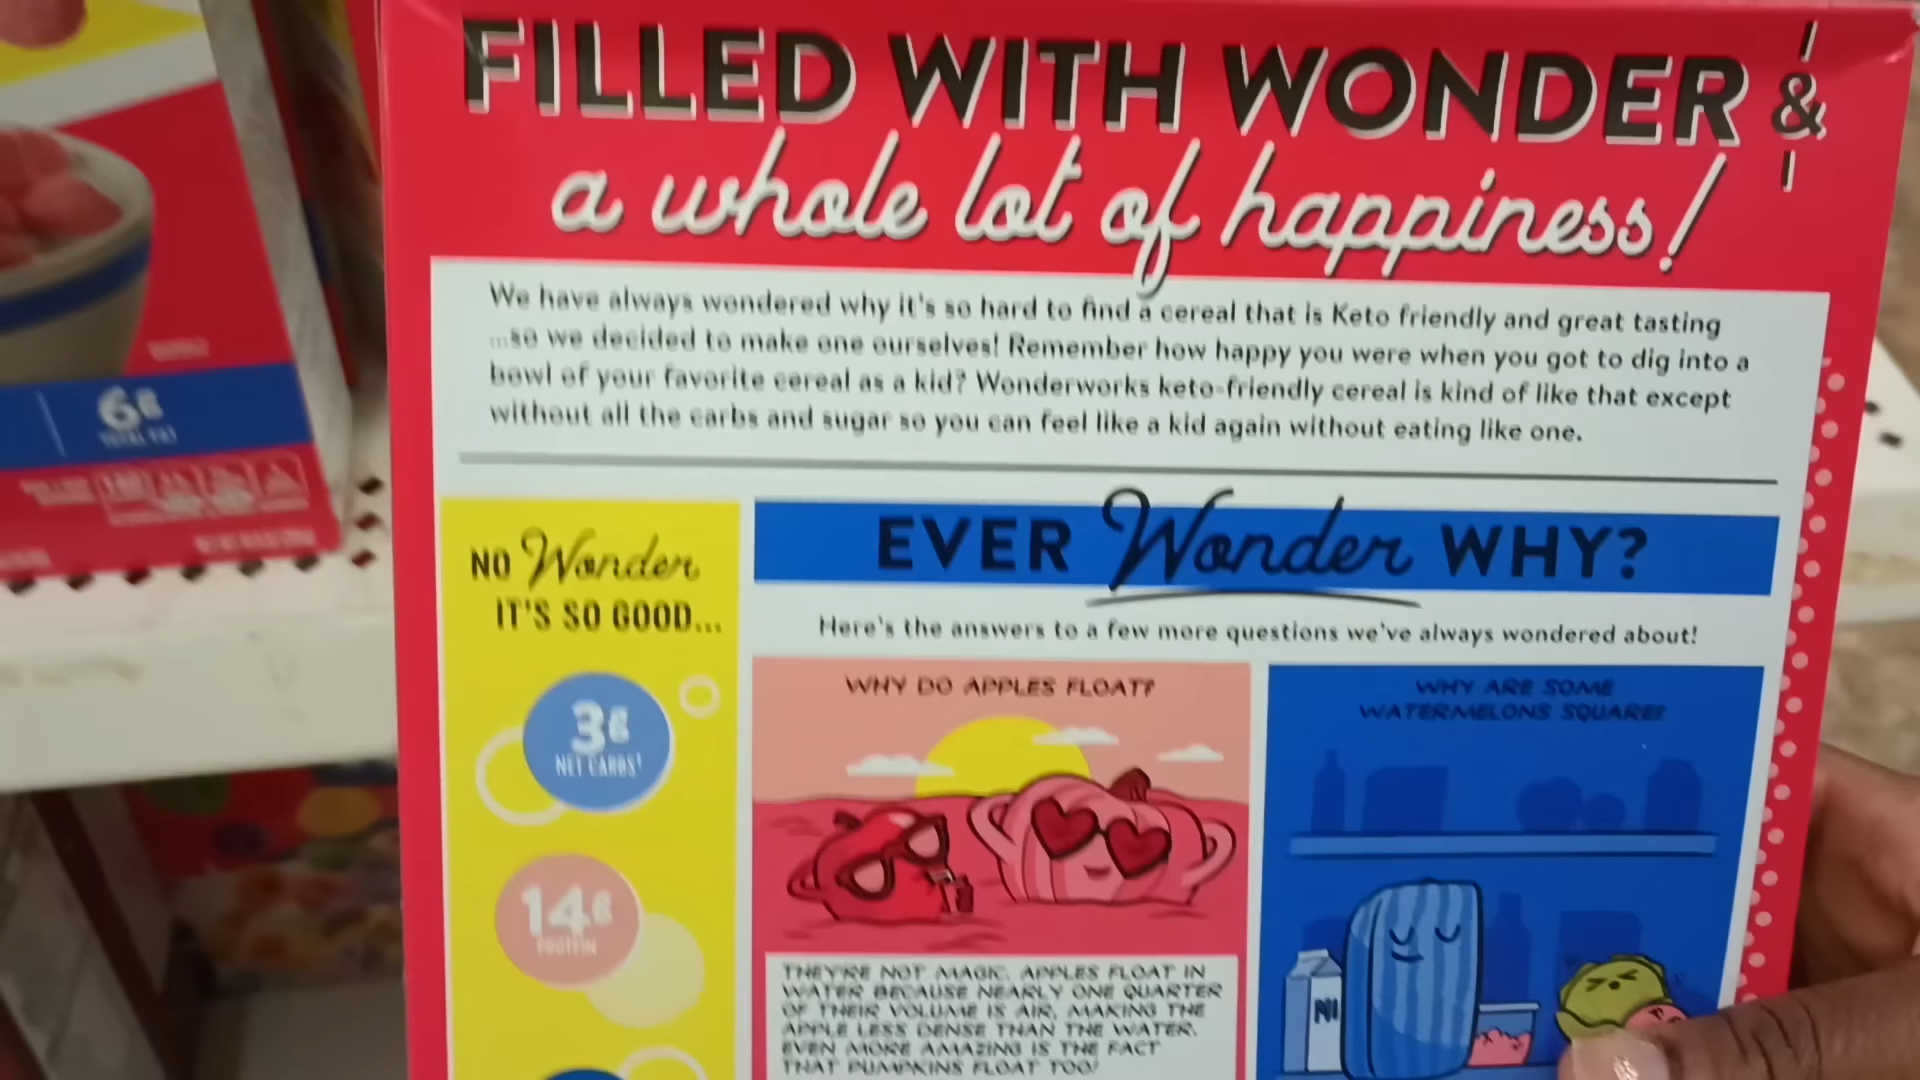 FILLED WITH WONDER &
a whole lot of happiness!
We have always wondered why it's so hard to find a cereal that is Keto friendly and great tasting
...so we decided to make one ourselves! Remember how happy you were when you got to dig into a
bowl of your favorite cereal as a kid? Wonderworks keto-friendly cereal is kind of like that except
without all the carbs and sugar so you can feel like a kid again without eating like one.
NO Wonder
IT'S SO GOOD...
3g
NET CARBS†
14g
PROTEIN
EVER Wonder WHY?
Here's the answers to a few more questions we've always wondered about!
WHY DO APPLES FLOAT?
THEY'RE NOT MAGIC. APPLES FLOAT IN
WATER BECAUSE NEARLY ONE QUARTER
OF THEIR VOLUME IS AIR, MAKING THE
APPLE LESS DENSE THAN THE WATER.
EVEN MORE AMAZING IS THE FACT
THAT PUMPKINS FLOAT TOO!
WHY ARE SOME
WATERMELONS SQUARE?
6g
TOTAL FAT